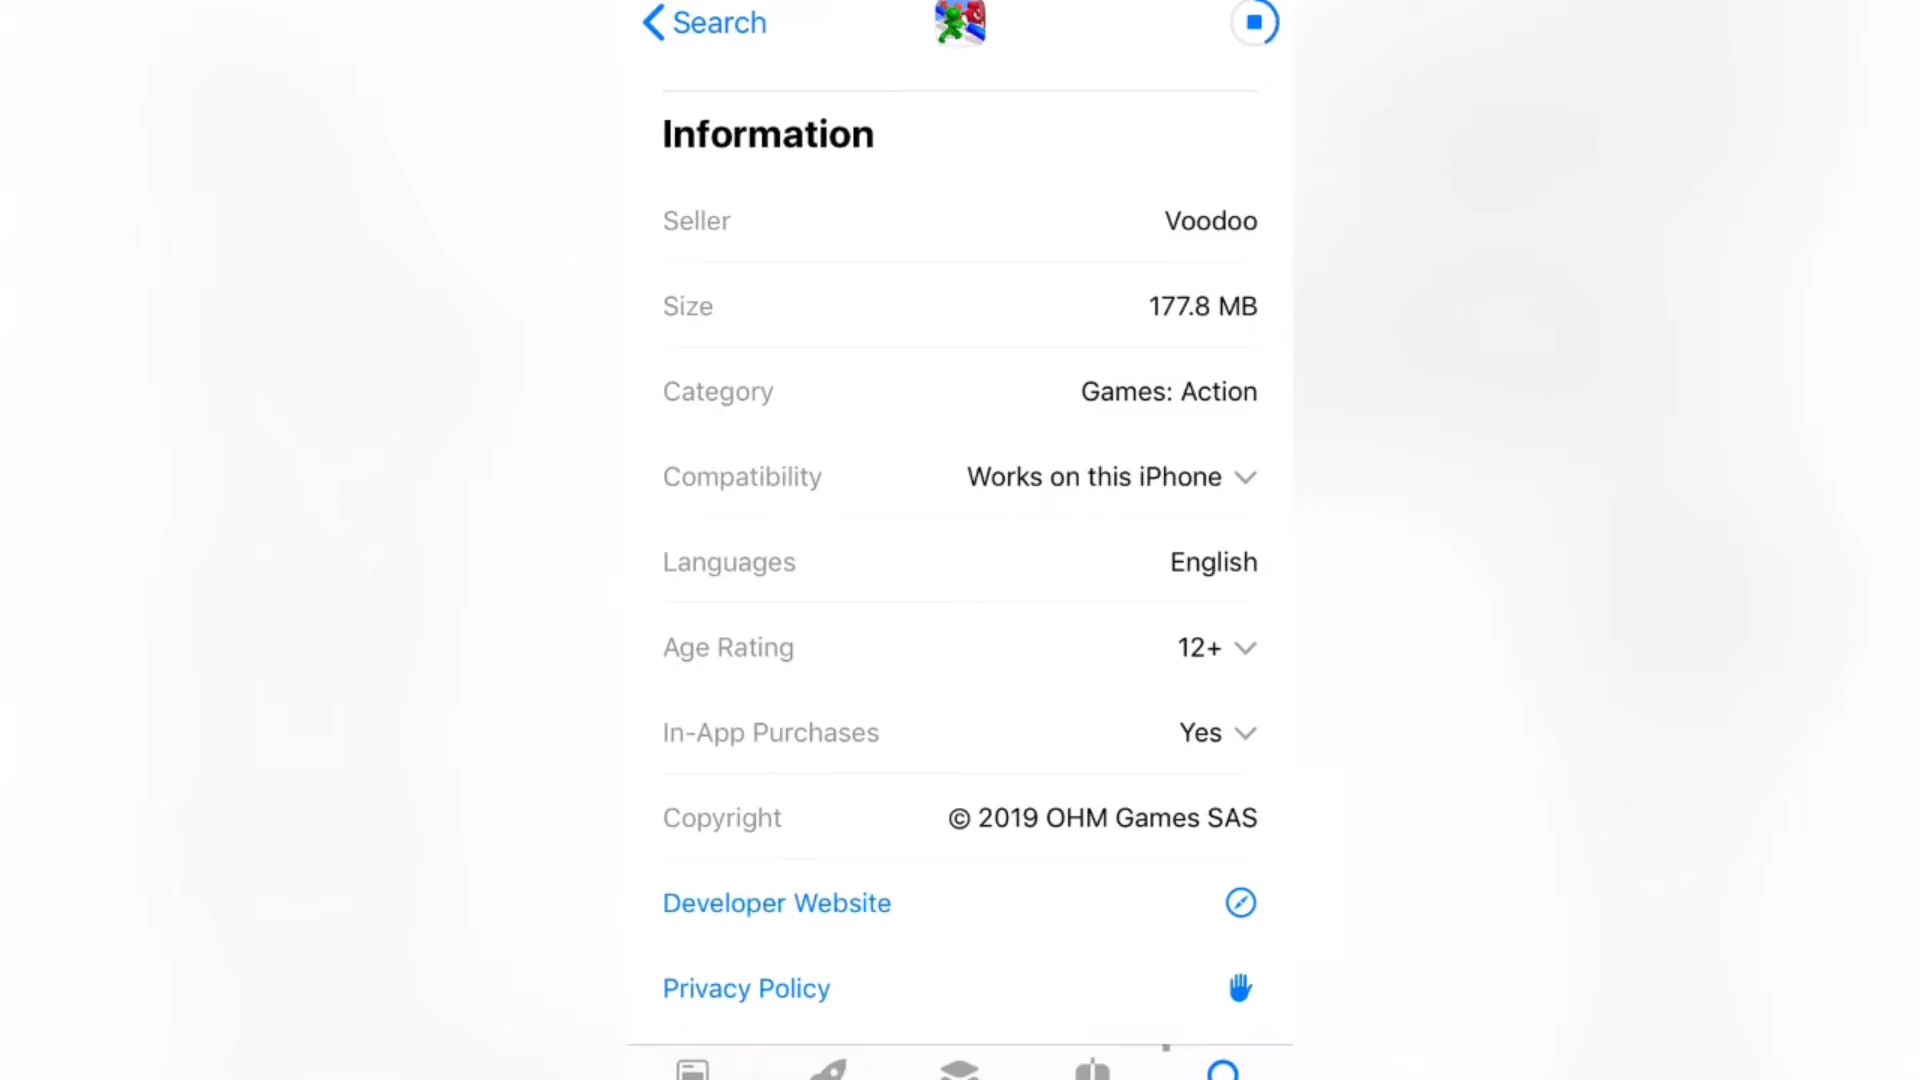 Search
Information
Seller Voodoo
Size 177.8 MB
Category Games: Action
Compatibility Works on this iPhone
Languages English
Age Rating 12+
In-App Purchases Yes
Copyright © 2019 OHM Games SAS
Developer Website
Privacy Policy